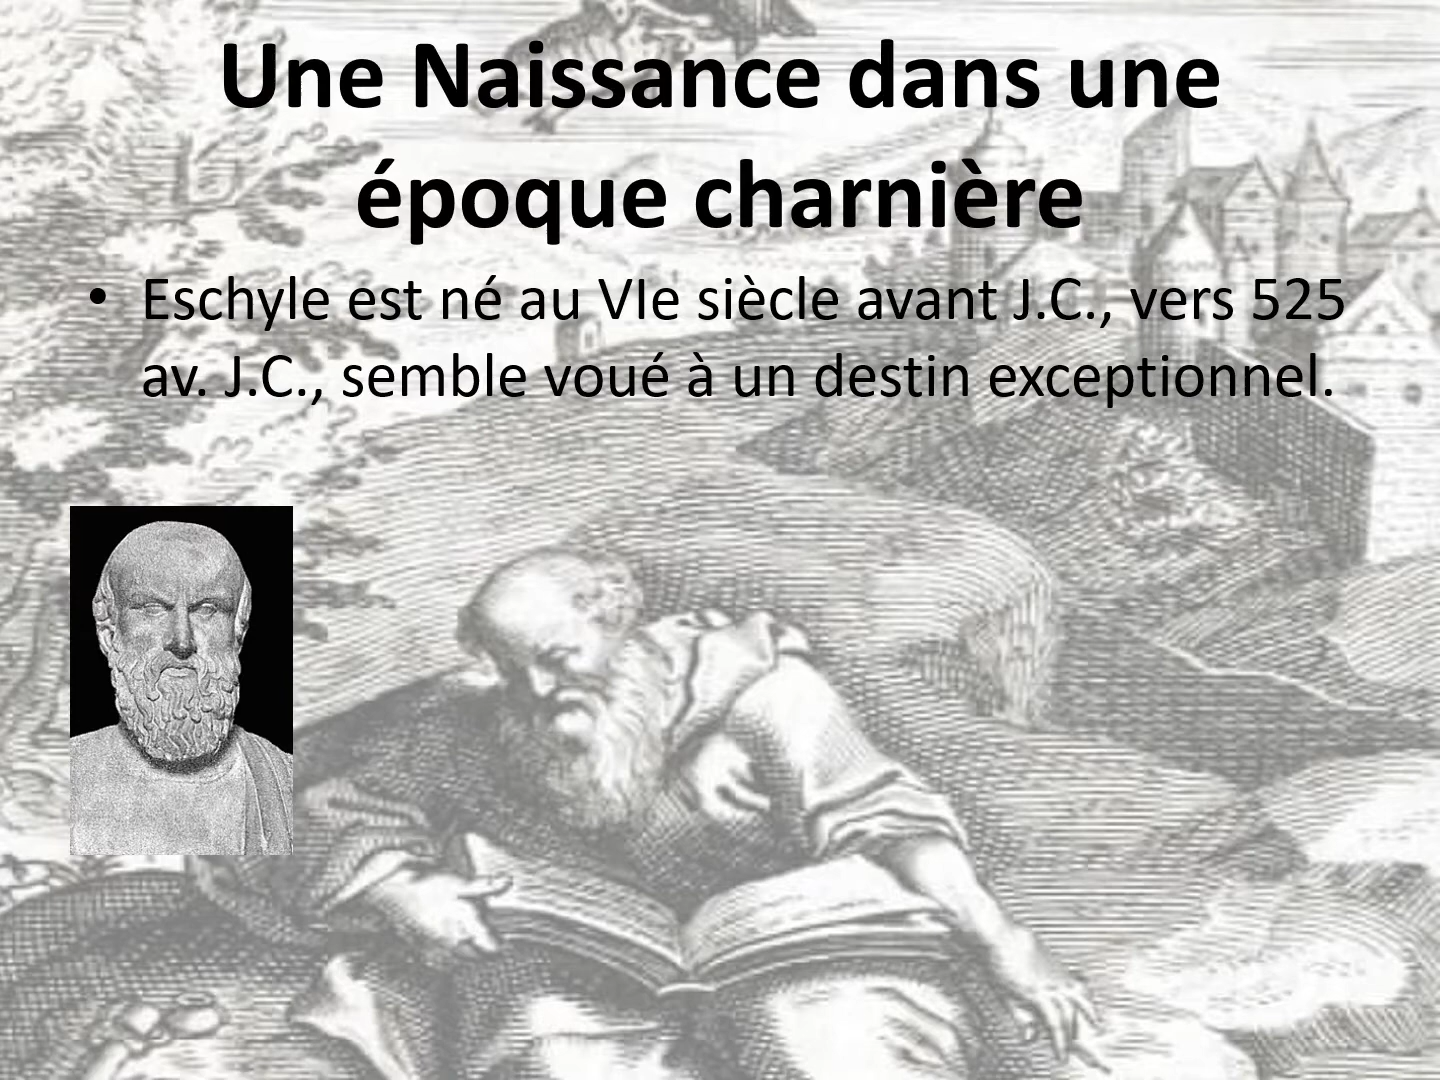 Une Naissance dans une
époque charnière
• Eschyle est né au VIe siècle avant J.C., vers 525
av. J.C., semble voué à un destin exceptionnel.